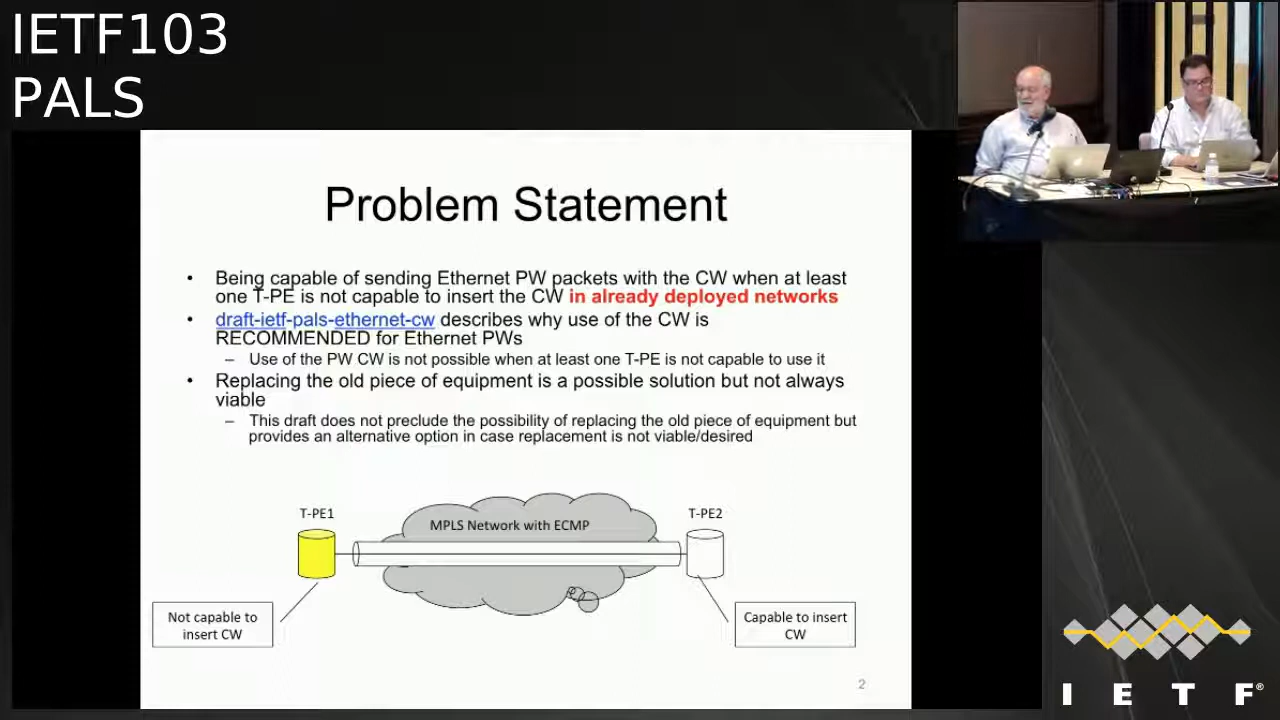 IETF103
PALS
Problem Statement
• Being capable of sending Ethernet PW packets with the CW when at least
one T-PE is not capable to insert the CW in already deployed networks
• draft-ietf-pals-ethernet-cw describes why use of the CW is
RECOMMENDED for Ethernet PWs
– Use of the PW CW is not possible when at least one T-PE is not capable to use it
• Replacing the old piece of equipment is a possible solution but not always
viable
– This draft does not preclude the possibility of replacing the old piece of equipment but
provides an alternative option in case replacement is not viable/desired
T-PE1
MPLS Network with ECMP
T-PE2
Not capable to
insert CW
Capable to insert
CW
2
I E T F®